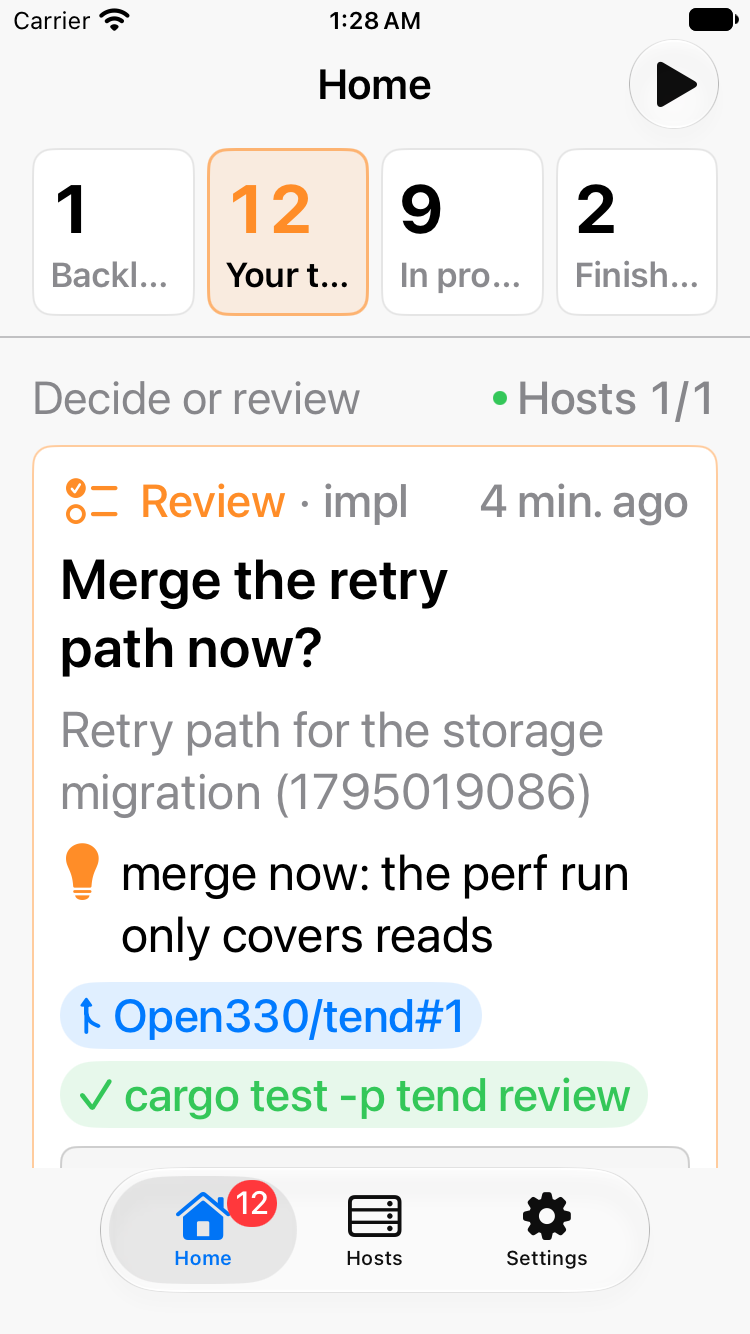 Carrier 1:28 AM
Home
1 12 9 2
Backl... Your t... In pro... Finish...
Decide or review Hosts 1/1
Review · impl 4 min. ago
Merge the retry
path now?
Retry path for the storage
migration (1795019086)
merge now: the perf run
only covers reads
Open330/tend#1
cargo test -p tend review
12
Home Hosts Settings